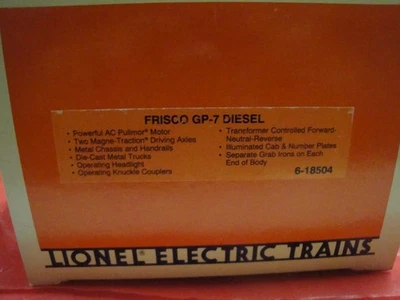 FRISCO GP-7 DIESEL
• Powerful AC Pullmor® Motor
• Two Magne-Traction® Driving Axles
• Metal Chassis and Handrails
• Die-Cast Metal Trucks
• Operating Headlight
• Operating Knuckle Couplers
• Transformer Controlled Forward-
Neutral-Reverse
• Illuminated Cab & Number Plates
• Separate Grab Irons on Each
End of Body
6-18504
LIONEL® ELECTRIC TRAINS